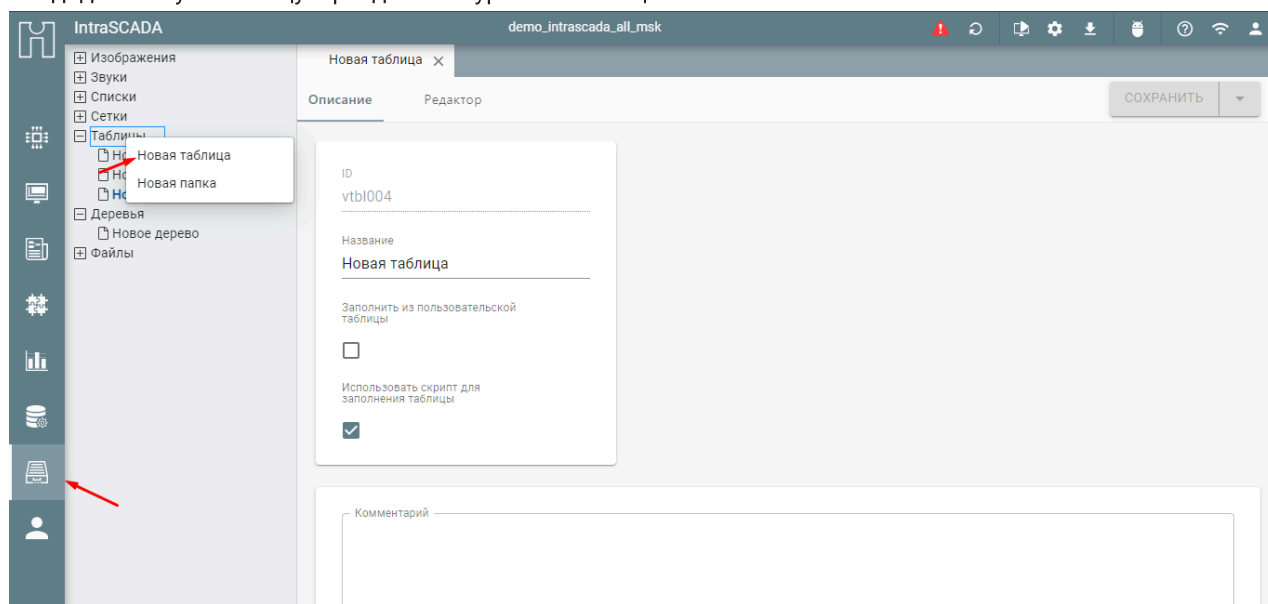 IntraSCADA
demo_intrascada_all_msk
Изображения
Звуки
Списки
Сетки
Таблицы
Новая таблица
Новая папка
Деревья
Новое дерево
Файлы
Новая таблица
Описание
Редактор
СОХРАНИТЬ
ID
vtbl004
Название
Новая таблица
Заполнить из пользовательской
таблицы
Использовать скрипт для
заполнения таблицы
Комментарий